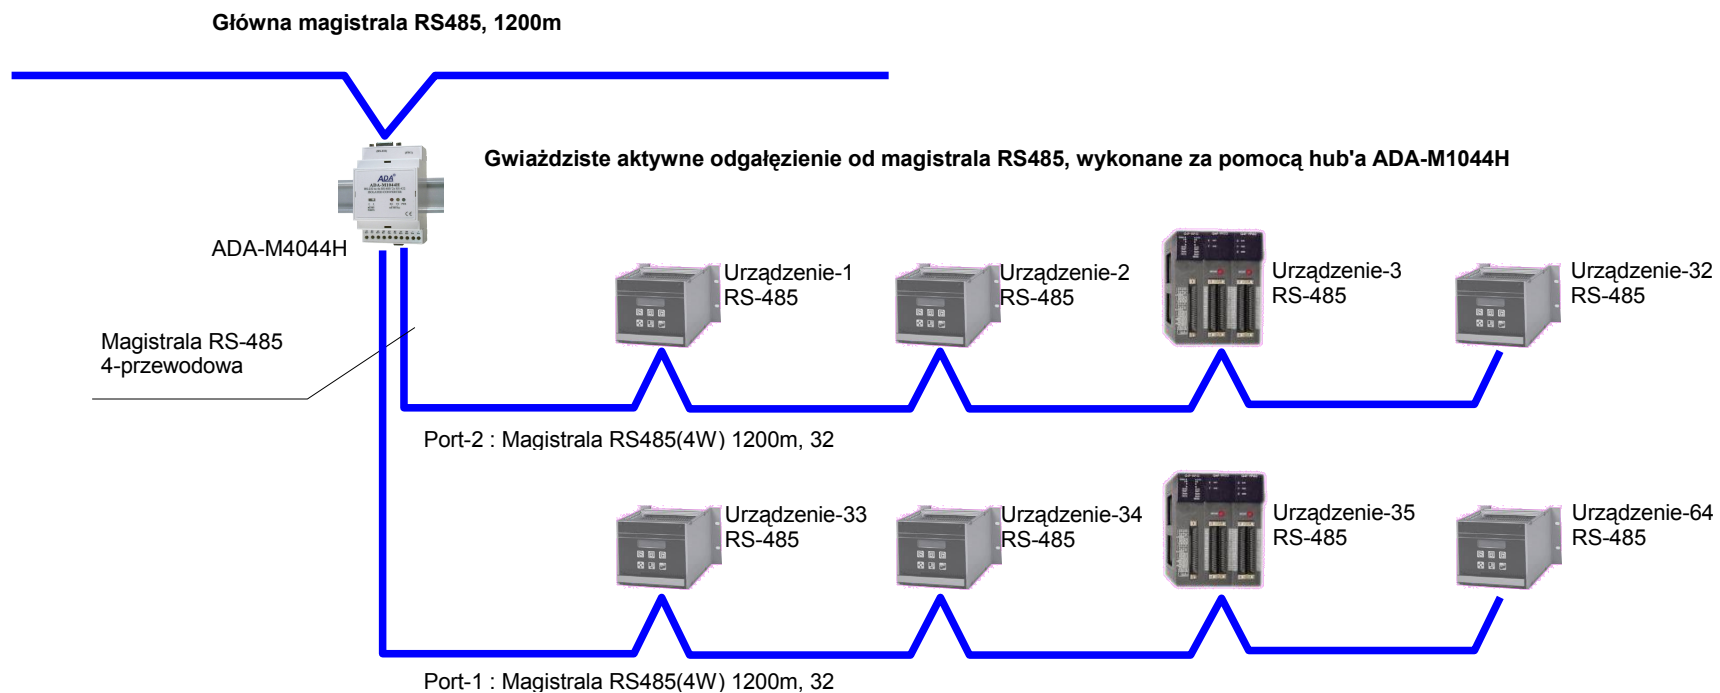 Główna magistrala RS485, 1200m
Gwiażdziste aktywne odgałęzienie od magistrala RS485, wykonane za pomocą hub'a ADA-M1044H
ADA
ADA-M4044H
Urządzenie-1
RS-485
Urządzenie-2
RS-485
Urządzenie-3
RS-485
Urządzenie-32
RS-485
Magistrala RS-485
4-przewodowa
Port-2 : Magistrala RS485(4W) 1200m, 32
Urządzenie-33
RS-485
Urządzenie-34
RS-485
Urządzenie-35
RS-485
Urządzenie-64
RS-485
Port-1 : Magistrala RS485(4W) 1200m, 32